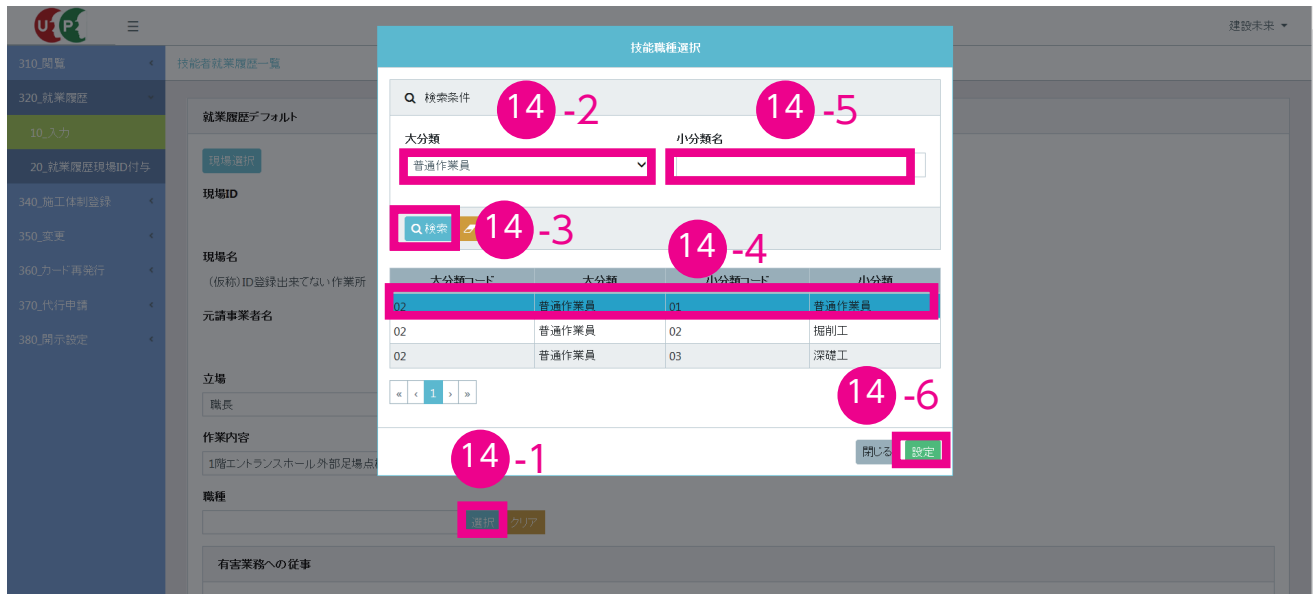 U P
☰
建設未来
310_閲覧
320_就業履歴
10_入力
20_就業履歴現場ID付与
340_施工体制登録
350_変更
360_カード再発行
370_代行申請
380_開示設定
技能者就業履歴一覧
就業履歴デフォルト
現場選択
現場ID
現場名
(仮称)ID登録出来てない作業所
元請事業者名
立場
職長
作業内容
1階エントランスホール外部足場点
職種
選択 クリア
有害業務への従事
技能職種選択
検索条件
14-2
14-5
大分類 小分類名
普通作業員
検索
14-3
14-4
大分類コード 大分類 小分類コード 小分類
02 普通作業員 01 普通作業員
02 普通作業員 02 掘削工
02 普通作業員 03 深礎工
« ‹ 1 › »
14-6
閉じる 設定
14-1